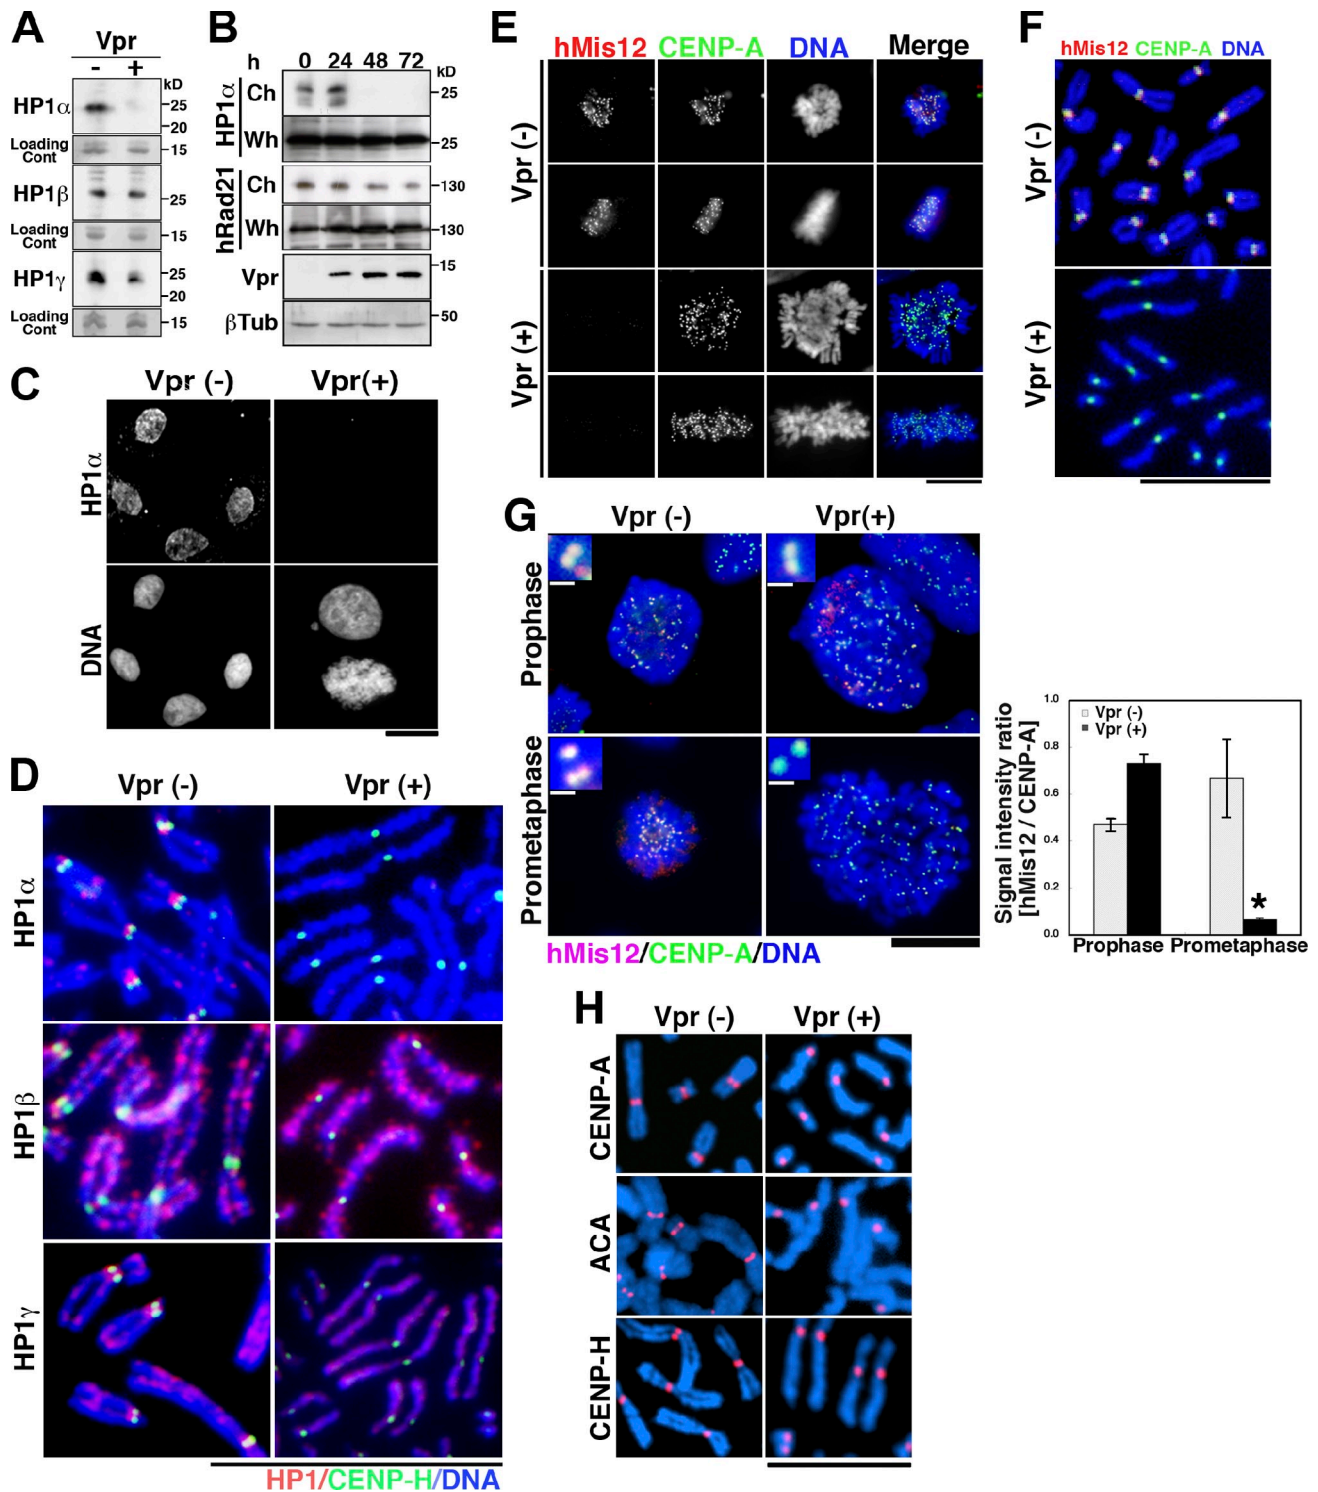 A
Vpr
- +
kD
HP1α
25
20
Loading
Cont
15
HP1β
25
Loading
Cont
15
HP1γ
25
20
Loading
Cont
15
B
h 0 24 48 72
kD
HP1α
Ch
25
Wh
25
hRad21
Ch
130
Wh
130
Vpr
15
βTub
50
C
Vpr (-) Vpr(+)
HP1α
DNA
D
Vpr (-) Vpr (+)
HP1α
HP1β
HP1γ
HP1/CENP-H/DNA
E
hMis12 CENP-A DNA Merge
Vpr (-)
Vpr (+)
F
hMis12 CENP-A DNA
Vpr (-)
Vpr (+)
G
Vpr (-) Vpr(+)
Prophase
Prometaphase
hMis12/CENP-A/DNA
Signal intensity ratio
[hMis12 / CENP-A]
1.0
0.8
0.6
0.4
0.2
0.0
Vpr (-)
Vpr (+)
*
Prophase Prometaphase
H
Vpr (-) Vpr (+)
CENP-A
ACA
CENP-H